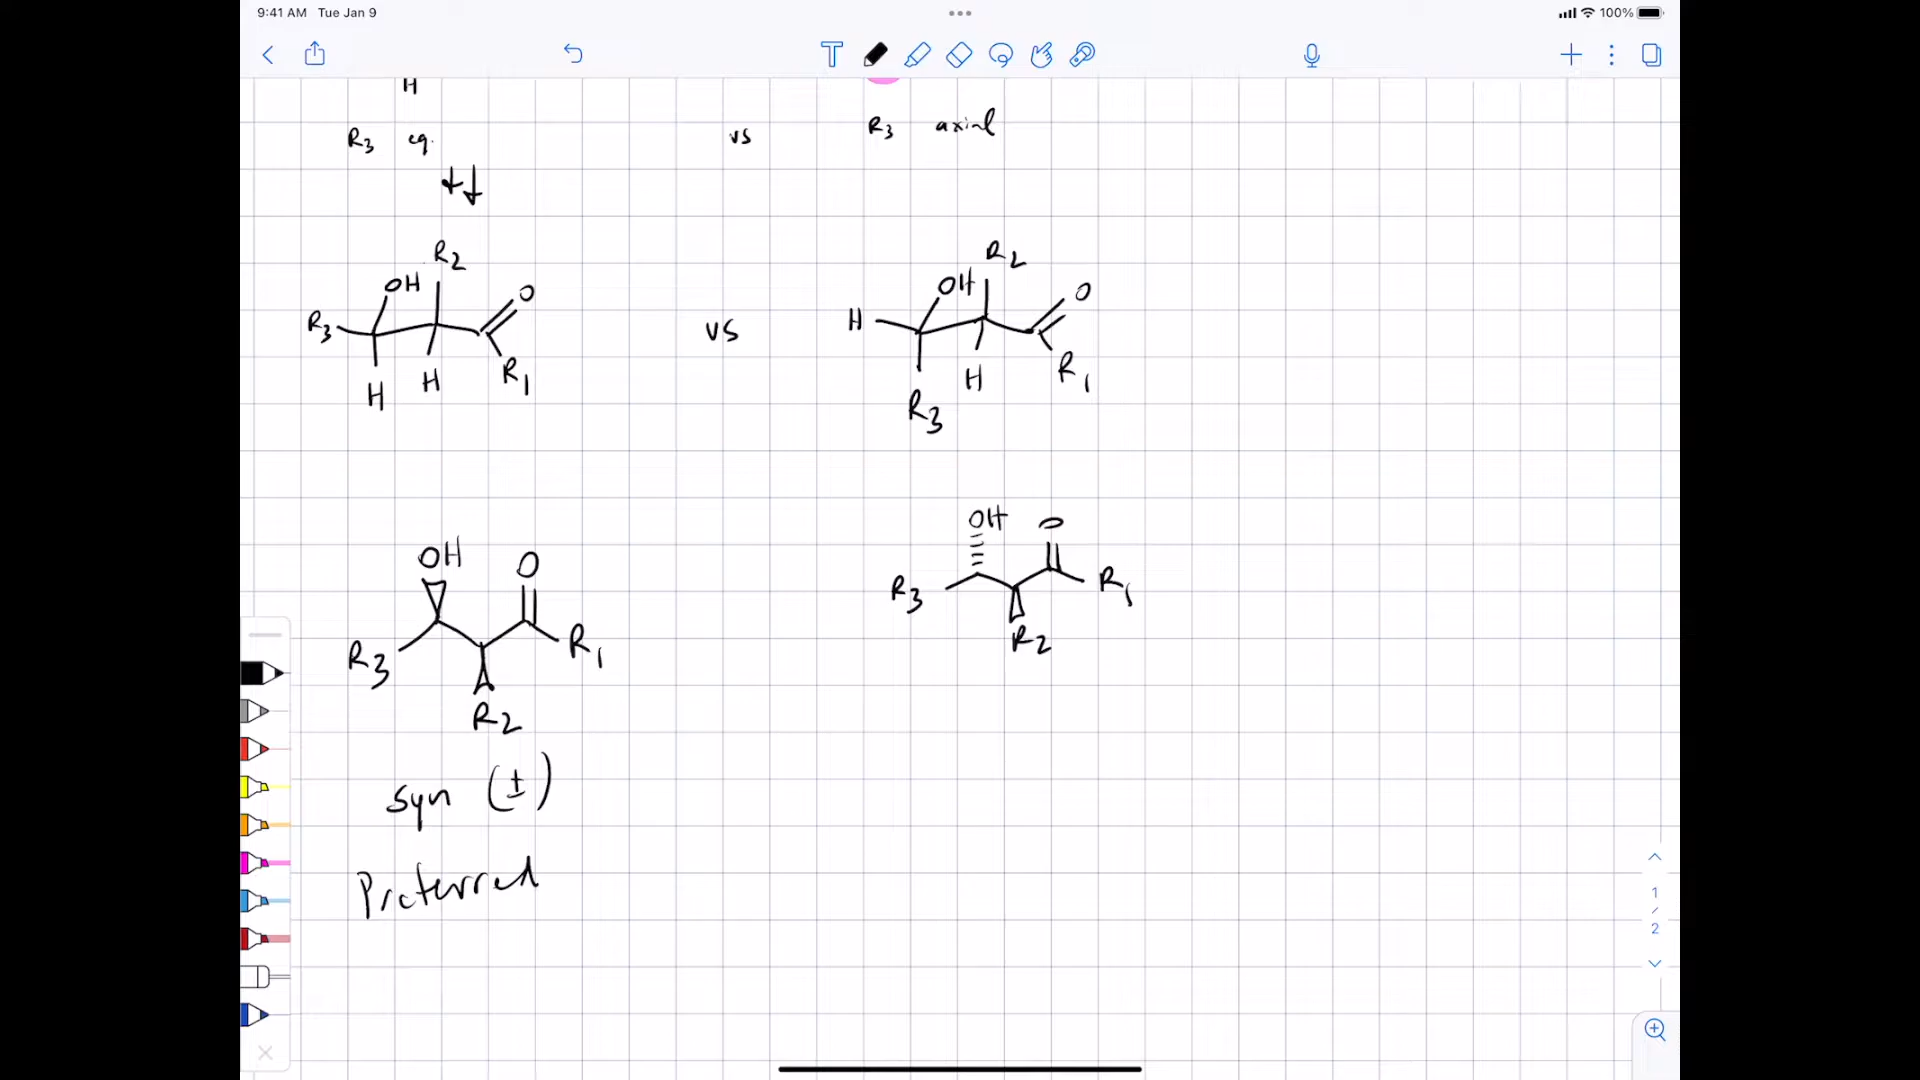 9:41 AM Tue Jan 9
100%
H
R3 eq.
vs
R3 axial
R2
OH
O
R3
H
H
R1
vs
R2
OH
O
H
H
R1
R3
OH
O
R3
R1
R2
OH
O
R3
R1
R2
syn (±)
Preferred
1
/
2